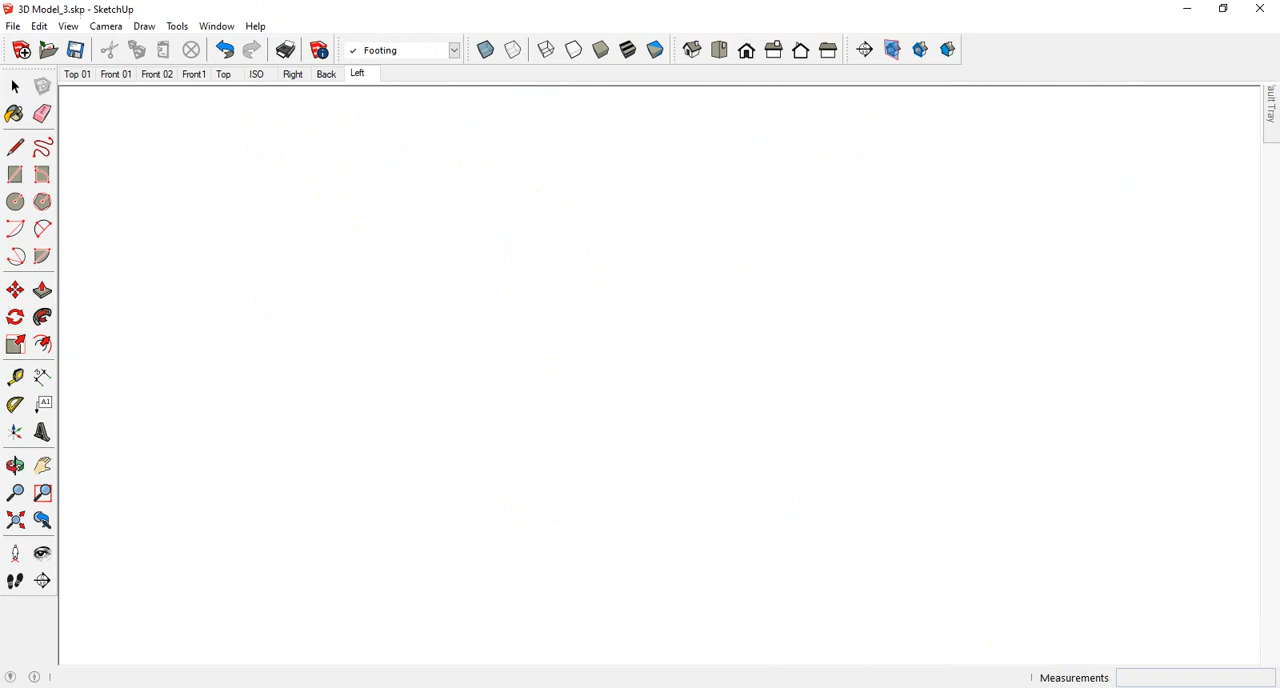 3D Model_3.skp - SketchUp
File Edit View Camera Draw Tools Window Help
✓ Footing
Top 01 Front 01 Front 02 Front1 Top ISO Right Back Left
ault Tray
A1
Measurements